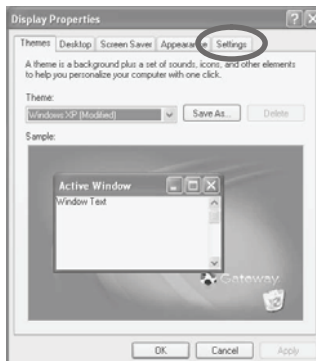 Display Properties
Themes Desktop Screen Saver Appearance Settings
A theme is a background plus a set of sounds, icons, and other elements
to help you personalize your computer with one click.
Theme:
Windows XP (Modified) Save As... Delete
Sample:
Active Window
Window Text
Gateway
OK Cancel Apply